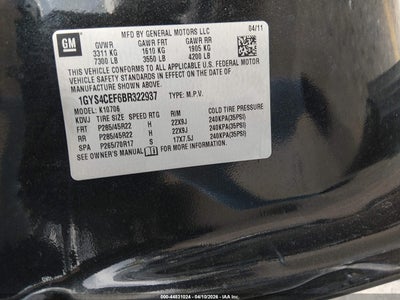 GM
MFD BY GENERAL MOTORS LLC 04/11
GVWR GAWR FRT GAWR RR
3311 KG 1610 KG 1905 KG
7300 LB 3550 LB 4200 LB
THIS VEHICLE CONFORMS TO ALL APPLICABLE U.S. FEDERAL MOTOR
VEHICLE SAFETY STANDARDS IN EFFECT ON THE DATE OF
MANUFACTURE SHOWN ABOVE.
1GYS4CEF6BR322937 TYPE: M.P.V.
MODEL: K10706
KDVJ TIRE SIZE SPEED RTG RIM COLD TIRE PRESSURE
FRT P285/45R22 H 22X9J 240KPA(35PSI)
RR P285/45R22 H 22X9J 240KPA(35PSI)
SPA P265/70R17 S 17X7.5J 240KPA(35PSI)
SEE OWNER'S MANUAL FOR MORE INFORMATION.
000-44831024 - 04/10/2026 - IAA Inc.